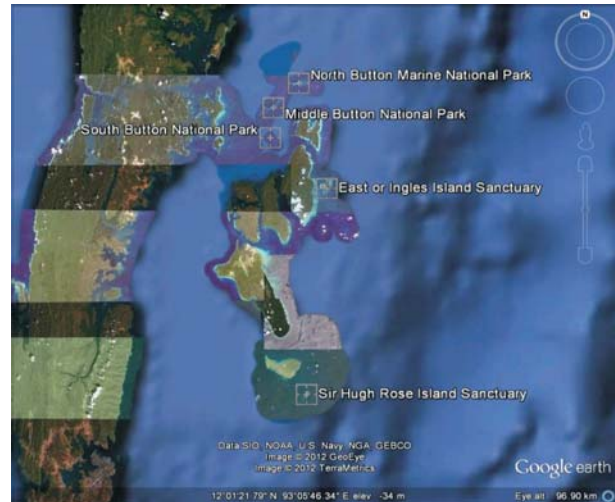 N
North Button Marine National Park
Middle Button National Park
South Button National Park
East or Ingles Island Sanctuary
Sir Hugh Rose Island Sanctuary
Data SIO, NOAA, U.S. Navy, NGA, GEBCO
Image © 2012 GeoEye
Image © 2012 TerraMetrics
Google earth
12°01'21.79" N 93°05'46.34" E elev -34 m Eye alt 96.90 km